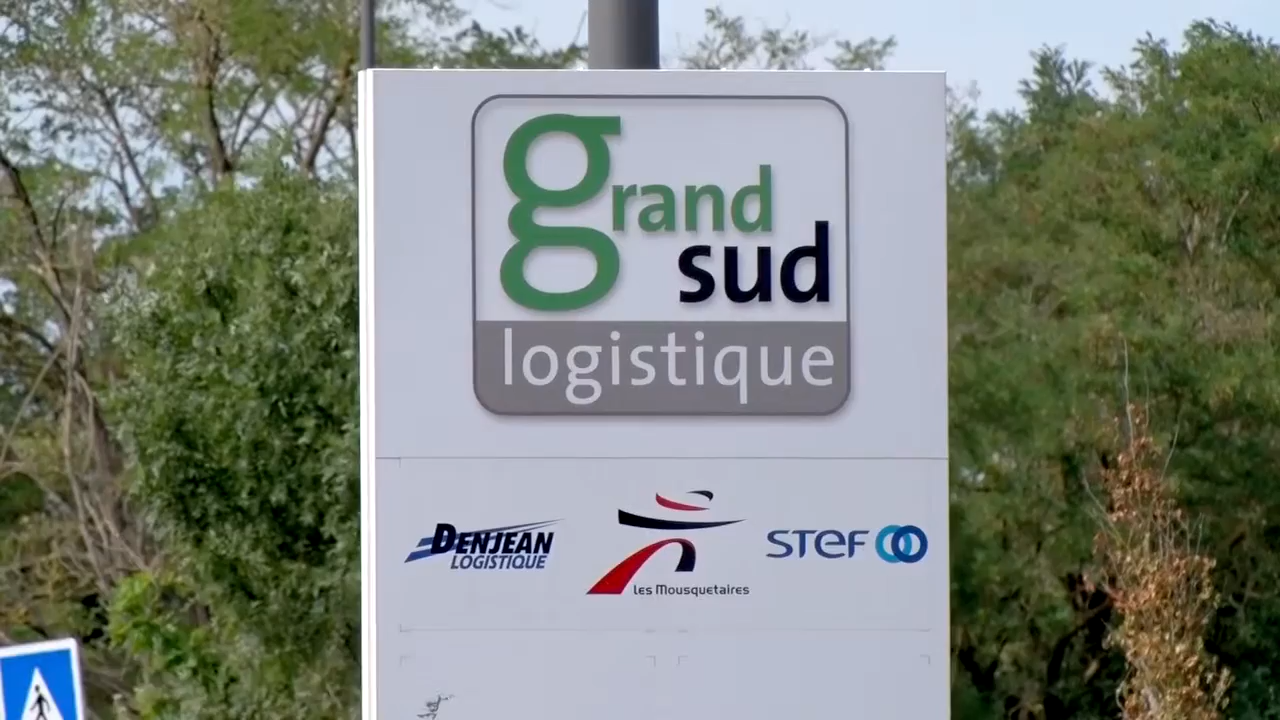 grand
sud
logistique
DENJEAN
LOGISTIQUE
les Mousquetaires
STEF